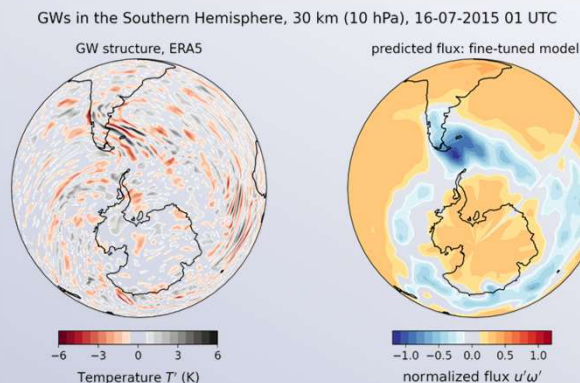 GWs in the Southern Hemisphere, 30 km (10 hPa), 16-07-2015 01 UTC
GW structure, ERA5
predicted flux: fine-tuned model
−6 −3 0 3 6
Temperature T′ (K)
−1.0 −0.5 0.0 0.5 1.0
normalized flux u′ω′